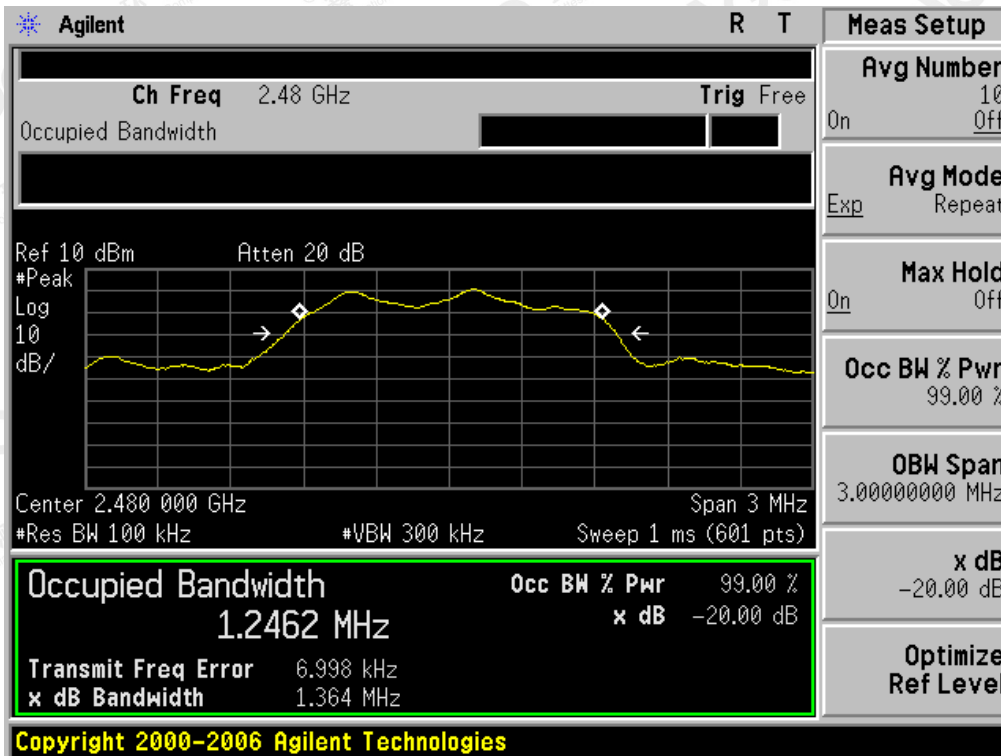 Agilent R T
Ch Freq 2.48 GHz Trig Free
Occupied Bandwidth
Ref 10 dBm Atten 20 dB
#Peak
Log
10
dB/
Center 2.480 000 GHz Span 3 MHz
#Res BW 100 kHz #VBW 300 kHz Sweep 1 ms (601 pts)
Occupied Bandwidth
1.2462 MHz
Occ BW % Pwr 99.00 %
x dB -20.00 dB
Transmit Freq Error 6.998 kHz
x dB Bandwidth 1.364 MHz
Copyright 2000-2006 Agilent Technologies
Meas Setup
Avg Number
10
On Off
Avg Mode
Exp Repeat
Max Hold
On Off
Occ BW % Pwr
99.00 %
OBW Span
3.00000000 MHz
x dB
-20.00 dB
Optimize
Ref Level